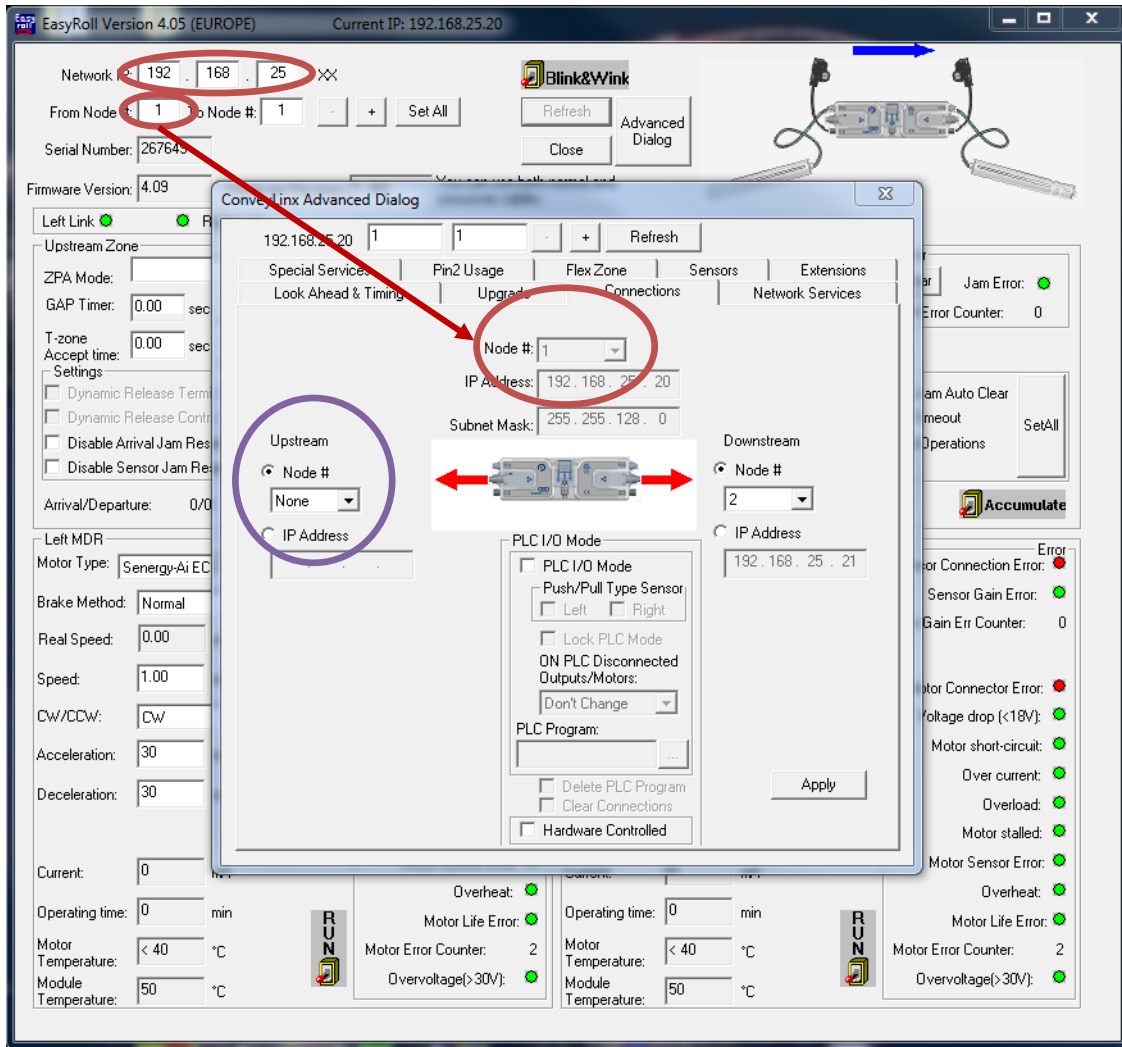 Easy Roll EasyRoll Version 4.05 (EUROPE) Current IP: 192.168.25.20
Network IP: 192 . 168 . 25 . XX
Blink&Wink
From Node #: 1 To Node #: 1 - + Set All
Refresh
Advanced Dialog
Serial Number: 267645
Close
Firmware Version: 4.09
You can use both normal and
ConveyLinx Advanced Dialog
Left Link
192.168.25.20 1 1 - + Refresh
Upstream Zone
Special Services Pin2 Usage Flex Zone Sensors Extensions
ZPA Mode:
Look Ahead & Timing Upgrade Connections Network Services
Jam Error:
GAP Timer: 0.00 sec
Error Counter: 0
T-zone
Accept time: 0.00 sec
Node #: 1
Settings
IP Address: 192 . 168 . 25 . 20
Dynamic Release Term
am Auto Clear
Dynamic Release Contr
Subnet Mask: 255 . 255 . 128 . 0
meout
SetAll
Disable Arrival Jam Res
Upstream
Downstream
Operations
Disable Sensor Jam Re
Node #
Node #
None
2
Arrival/Departure: 0/0
Accumulate
IP Address
IP Address
Left MDR
PLC I/O Mode
Error
. . .
192 . 168 . 25 . 21
Motor Type: Senergy-Ai EC
PLC I/O Mode
or Connection Error:
Push/Pull Type Sensor
Brake Method: Normal
Left Right
Sensor Gain Error:
Gain Err Counter: 0
Real Speed: 0.00
Lock PLC Mode
ON PLC Disconnected
Outputs/Motors:
Speed: 1.00
otor Connector Error:
Don't Change
CW/CCW: CW
Voltage drop (<18V):
PLC Program:
Acceleration: 30
...
Motor short-circuit:
Over current:
Deceleration: 30
Delete PLC Program
Apply
Clear Connections
Overload:
Hardware Controlled
Motor stalled:
Motor Sensor Error:
Current: 0
Overheat:
Overheat:
Operating time: 0 min
RUN
Motor Life Error:
Operating time: 0 min
RUN
Motor Life Error:
Motor
Temperature: < 40 °C
Motor Error Counter: 2
Motor
Temperature: < 40 °C
Motor Error Counter: 2
Module
Temperature: 50 °C
Overvoltage(>30V):
Module
Temperature: 50 °C
Overvoltage(>30V):